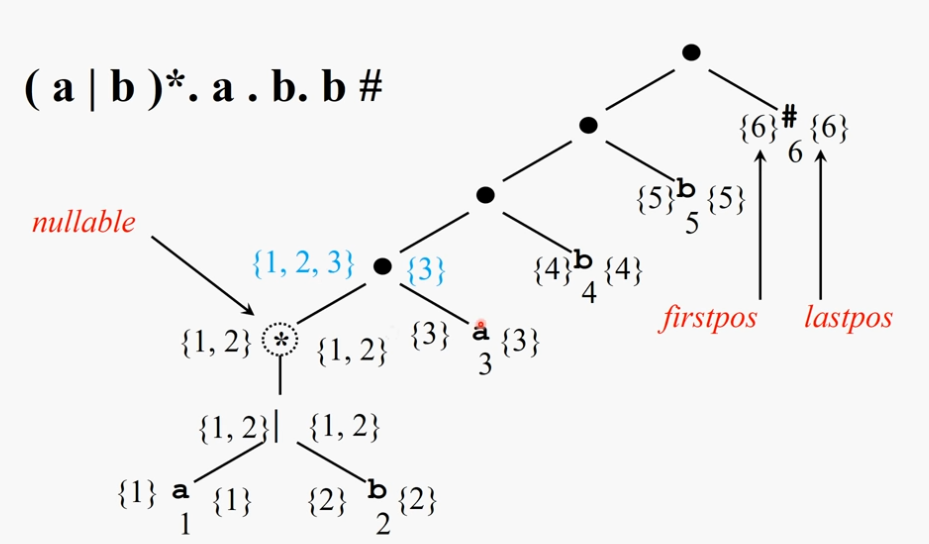 ( a | b )*. a . b. b #
{6} # {6}
6
{5} b {5}
5
nullable
{1, 2, 3} {3}
{4} b {4}
4
firstpos lastpos
{1, 2} * {1, 2}
{3} a {3}
3
{1, 2} | {1, 2}
{1} a {1}
1
{2} b {2}
2